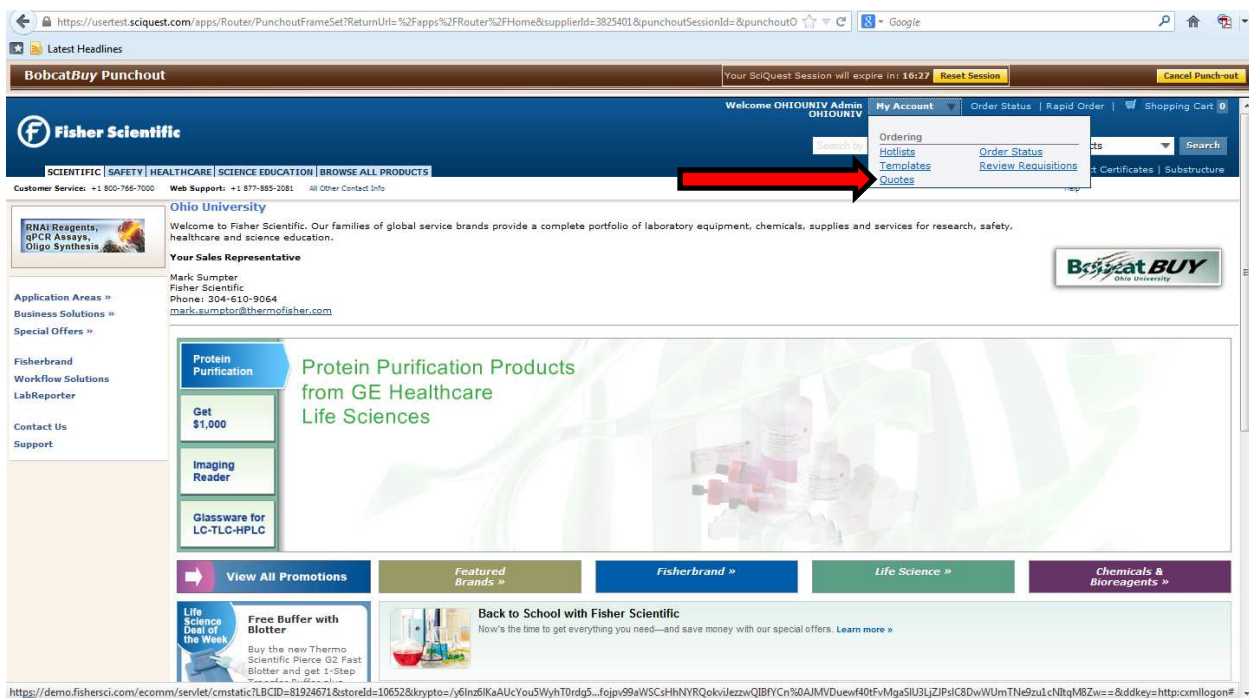 https://usertest.sciquest.com/apps/Router/PunchoutFrameSet?ReturnUrl=%2Fapps%2FRouter%2FHome&supplierId=3825401&punchoutSessionId=&punchoutO
Google
Latest Headlines
BobcatBuy Punchout
Your SciQuest Session will expire in: 16:27 Reset Session
Cancel Punch-out
Welcome OHIOUNIV Admin
OHIOUNIV
My Account
Order Status | Rapid Order | Shopping Cart 0
Fisher Scientific
Search by
Search
Ordering
Hotlists Order Status
Templates Review Requisitions
Quotes
Certificates | Substructure
Help
SCIENTIFIC SAFETY HEALTHCARE SCIENCE EDUCATION BROWSE ALL PRODUCTS
Customer Service: +1 800-766-7000 Web Support: +1 877-885-2081 All Other Contact Info
RNAi Reagents,
qPCR Assays,
Oligo Synthesis
Application Areas »
Business Solutions »
Special Offers »
Fisherbrand
Workflow Solutions
LabReporter
Contact Us
Support
Ohio University
Welcome to Fisher Scientific. Our families of global service brands provide a complete portfolio of laboratory equipment, chemicals, supplies and services for research, safety,
healthcare and science education.
Your Sales Representative
Mark Sumpter
Fisher Scientific
Phone: 304-610-9064
mark.sumptor@thermofisher.com
Bobcat BUY
Ohio University
Protein
Purification
Get
$1,000
Imaging
Reader
Glassware for
LC-TLC-HPLC
Protein Purification Products
from GE Healthcare
Life Sciences
View All Promotions
Featured
Brands »
Fisherbrand »
Life Science »
Chemicals &
Bioreagents »
Life
Science
Deal of
the Week
Free Buffer with
Blotter
Buy the new Thermo
Scientific Pierce G2 Fast
Blotter and get 1-Step
Transfer Buffer plus
Back to School with Fisher Scientific
Now's the time to get everything you need—and save money with our special offers. Learn more »